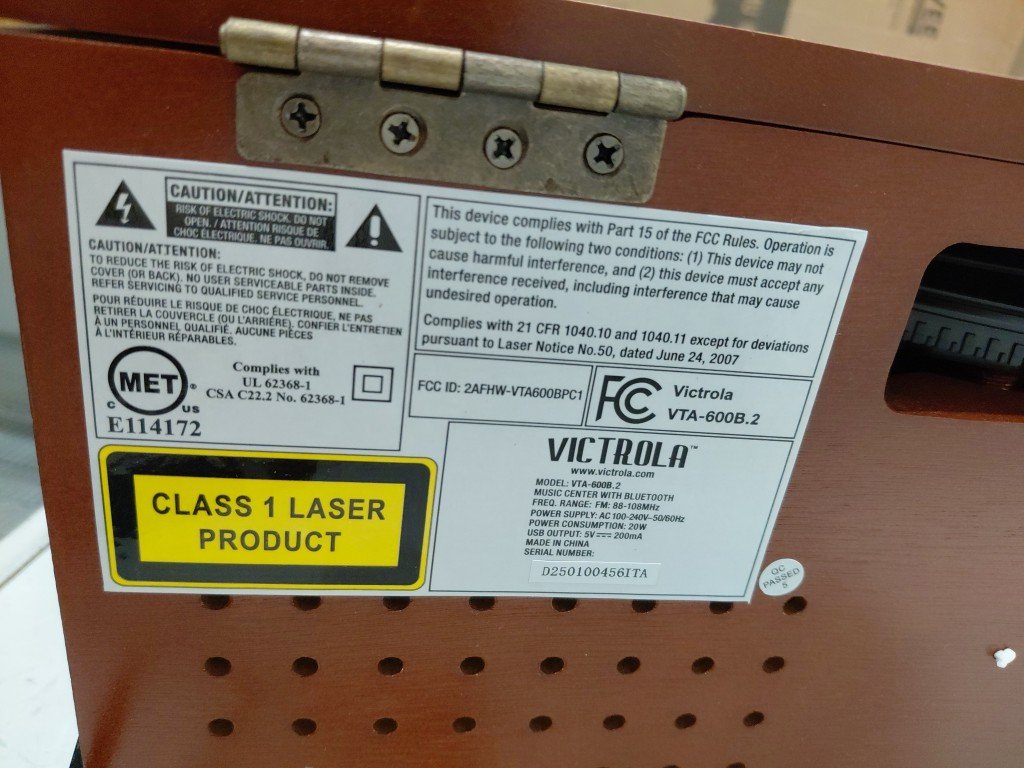 CAUTION/ATTENTION:
RISK OF ELECTRIC SHOCK. DO NOT
OPEN. / ATTENTION RISQUE DE
CHOC ÉLECTRIQUE. NE PAS OUVRIR.
CAUTION/ATTENTION:
TO REDUCE THE RISK OF ELECTRIC SHOCK, DO NOT REMOVE
COVER (OR BACK). NO USER SERVICEABLE PARTS INSIDE.
REFER SERVICING TO QUALIFIED SERVICE PERSONNEL.
POUR RÉDUIRE LE RISQUE DE CHOC ÉLECTRIQUE, NE PAS
RETIRER LA COUVERCLE (OU L'ARRIÈRE). CONFIER L'ENTRETIEN
À UN PERSONNEL QUALIFIÉ. AUCUNE PIÈCES
À L'INTÉRIEUR RÉPARABLES.
MET
C US
E114172
Complies with
UL 62368-1
CSA C22.2 No. 62368-1
CLASS 1 LASER
PRODUCT
This device complies with Part 15 of the FCC Rules. Operation is
subject to the following two conditions: (1) This device may not
cause harmful interference, and (2) this device must accept any
interference received, including interference that may cause
undesired operation.
Complies with 21 CFR 1040.10 and 1040.11 except for deviations
pursuant to Laser Notice No.50, dated June 24, 2007
FCC ID: 2AFHW-VTA600BPC1
FC
Victrola
VTA-600B.2
VICTROLA™
www.victrola.com
MODEL: VTA-600B.2
MUSIC CENTER WITH BLUETOOTH
FREQ. RANGE: FM: 88-108MHz
POWER SUPPLY: AC 100-240V~50/60Hz
POWER CONSUMPTION: 20W
USB OUTPUT: 5V⎓200mA
MADE IN CHINA
SERIAL NUMBER:
D250100456ITA
QC
PASSED
5